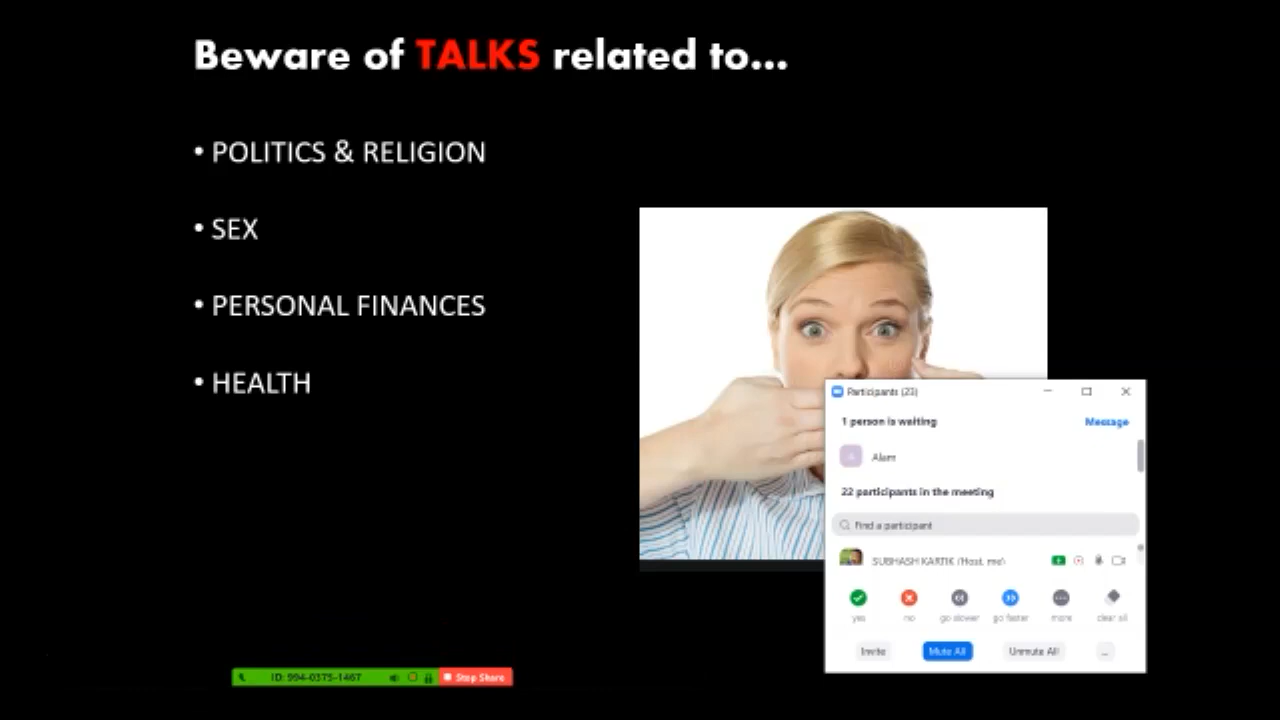 Beware of TALKS related to...
• POLITICS & RELIGION
• SEX
• PERSONAL FINANCES
• HEALTH
Participants (23)
1 person is waiting
Message
Alam
22 participants in the meeting
Find a participant
SUBHASH KARTIK (Host, me)
yes no go slower go faster more clear all
Invite Mute All Unmute All ...
ID: 994-0375-1467 Stop Share